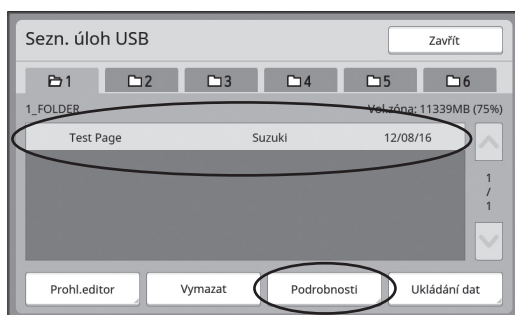 Sezn. úloh USB
Zavřít
1 2 3 4 5 6
1_FOLDER Vol.zóna: 11339MB (75%)
Test Page Suzuki 12/08/16
1
/
1
Prohl.editor Vymazat Podrobnosti Ukládání dat